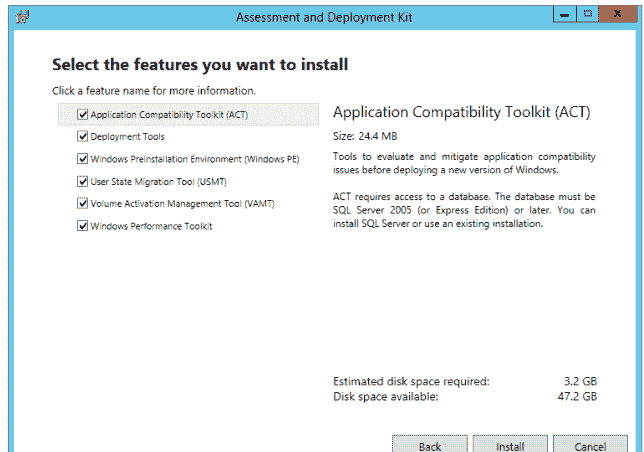 Assessment and Deployment Kit
Select the features you want to install
Click a feature name for more information.
Application Compatibility Toolkit (ACT)
Deployment Tools
Windows Preinstallation Environment (Windows PE)
User State Migration Tool (USMT)
Volume Activation Management Tool (VAMT)
Windows Performance Toolkit
Application Compatibility Toolkit (ACT)
Size: 24.4 MB
Tools to evaluate and mitigate application compatibility
issues before deploying a new version of Windows.
ACT requires access to a database. The database must be
SQL Server 2005 (or Express Edition) or later. You can
install SQL Server or use an existing installation.
Estimated disk space required: 3.2 GB
Disk space available: 47.2 GB
Back Install Cancel